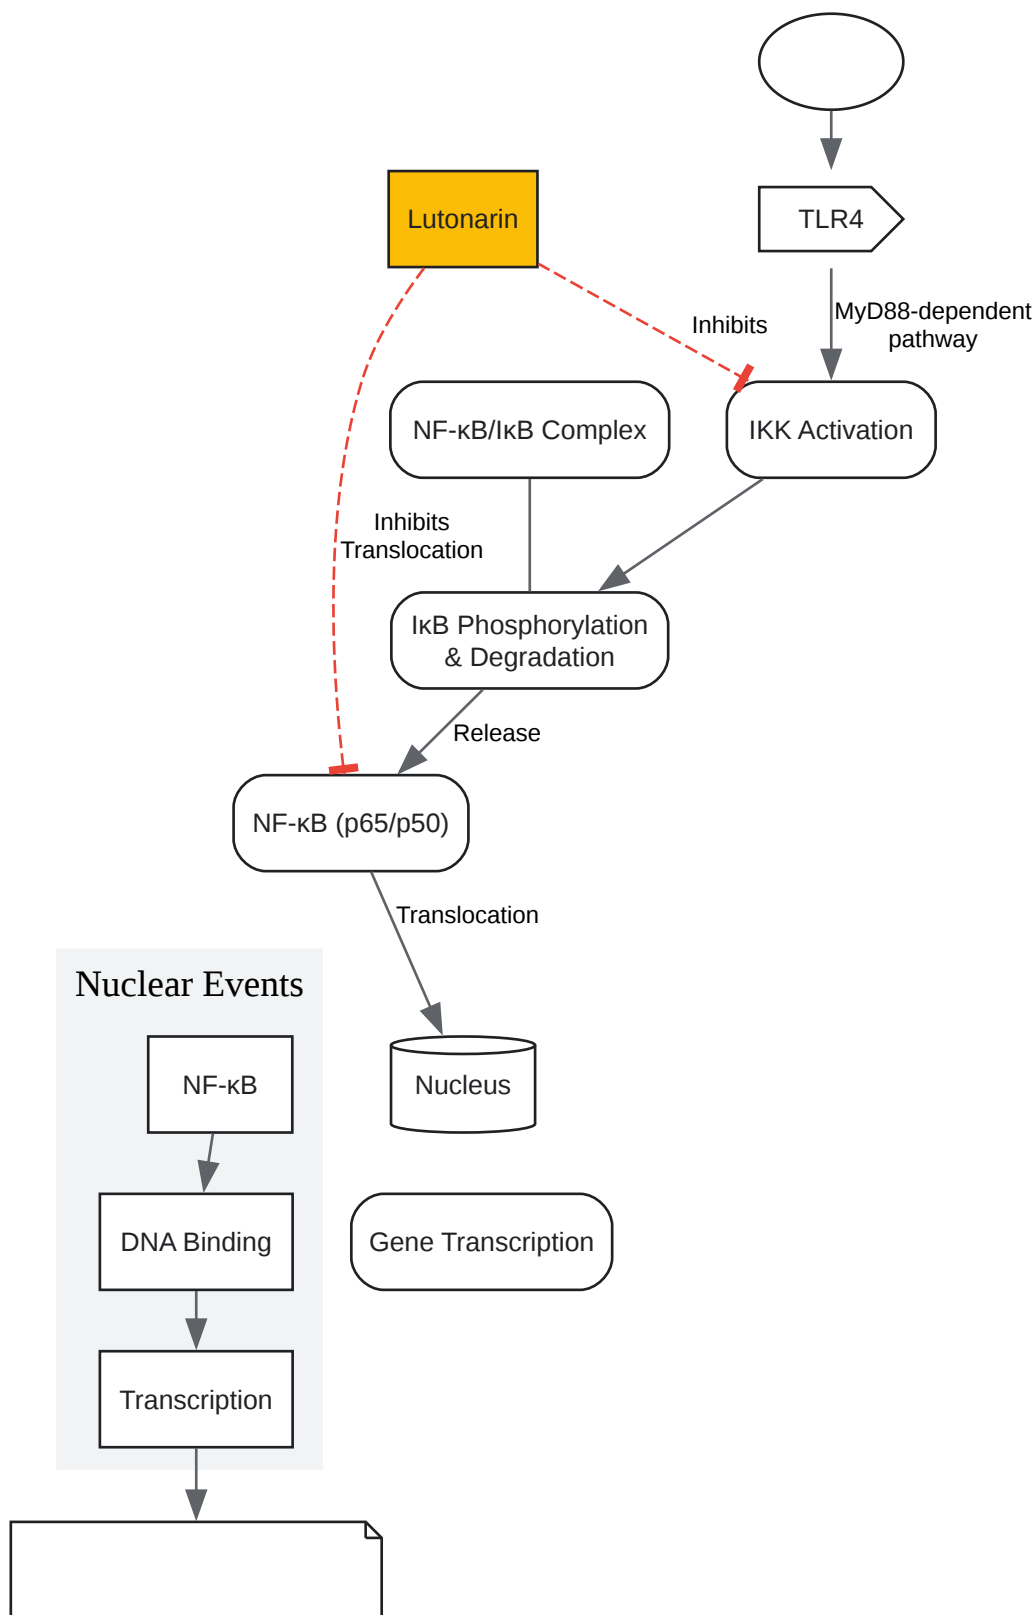 Lutonarin
TLR4
Inhibits
MyD88-dependent
pathway
NF-κB/IκB Complex
IKK Activation
Inhibits
Translocation
IκB Phosphorylation
& Degradation
Release
NF-κB (p65/p50)
Translocation
Nuclear Events
NF-κB
Nucleus
DNA Binding
Gene Transcription
Transcription